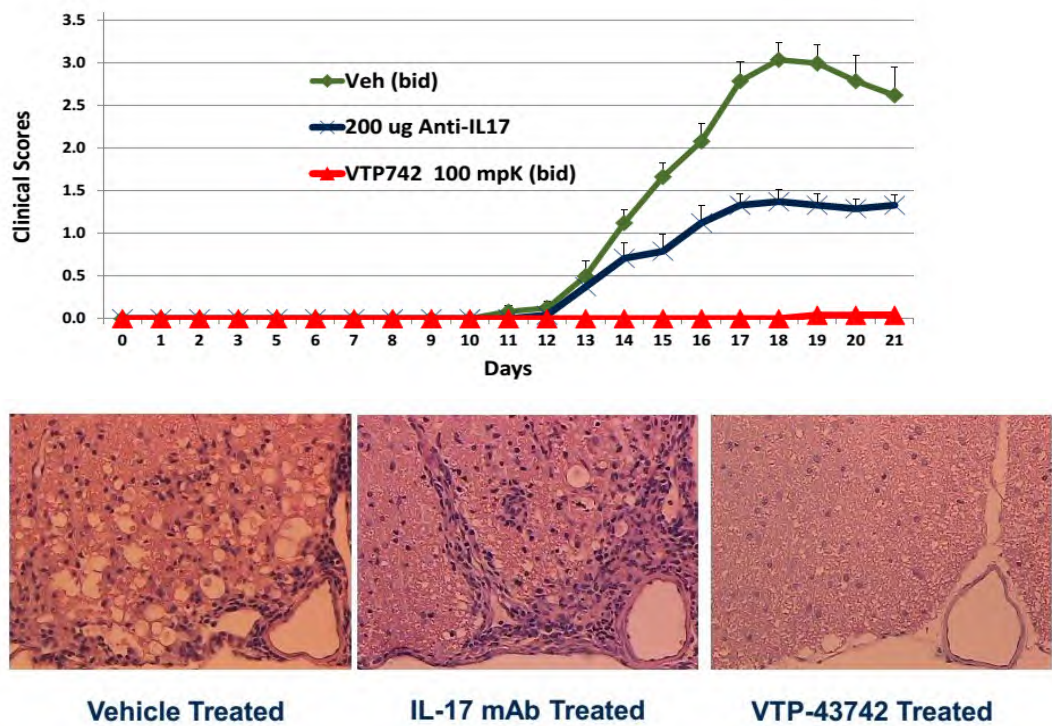 3.5
3.0
2.5
2.0
1.5
1.0
0.5
0.0
Clinical Scores
Veh (bid)
200 ug Anti-IL17
VTP742 100 mpK (bid)
0 1 2 3 5 6 7 8 9 10 11 12 13 14 15 16 17 18 19 20 21
Days
Vehicle Treated
IL-17 mAb Treated
VTP-43742 Treated